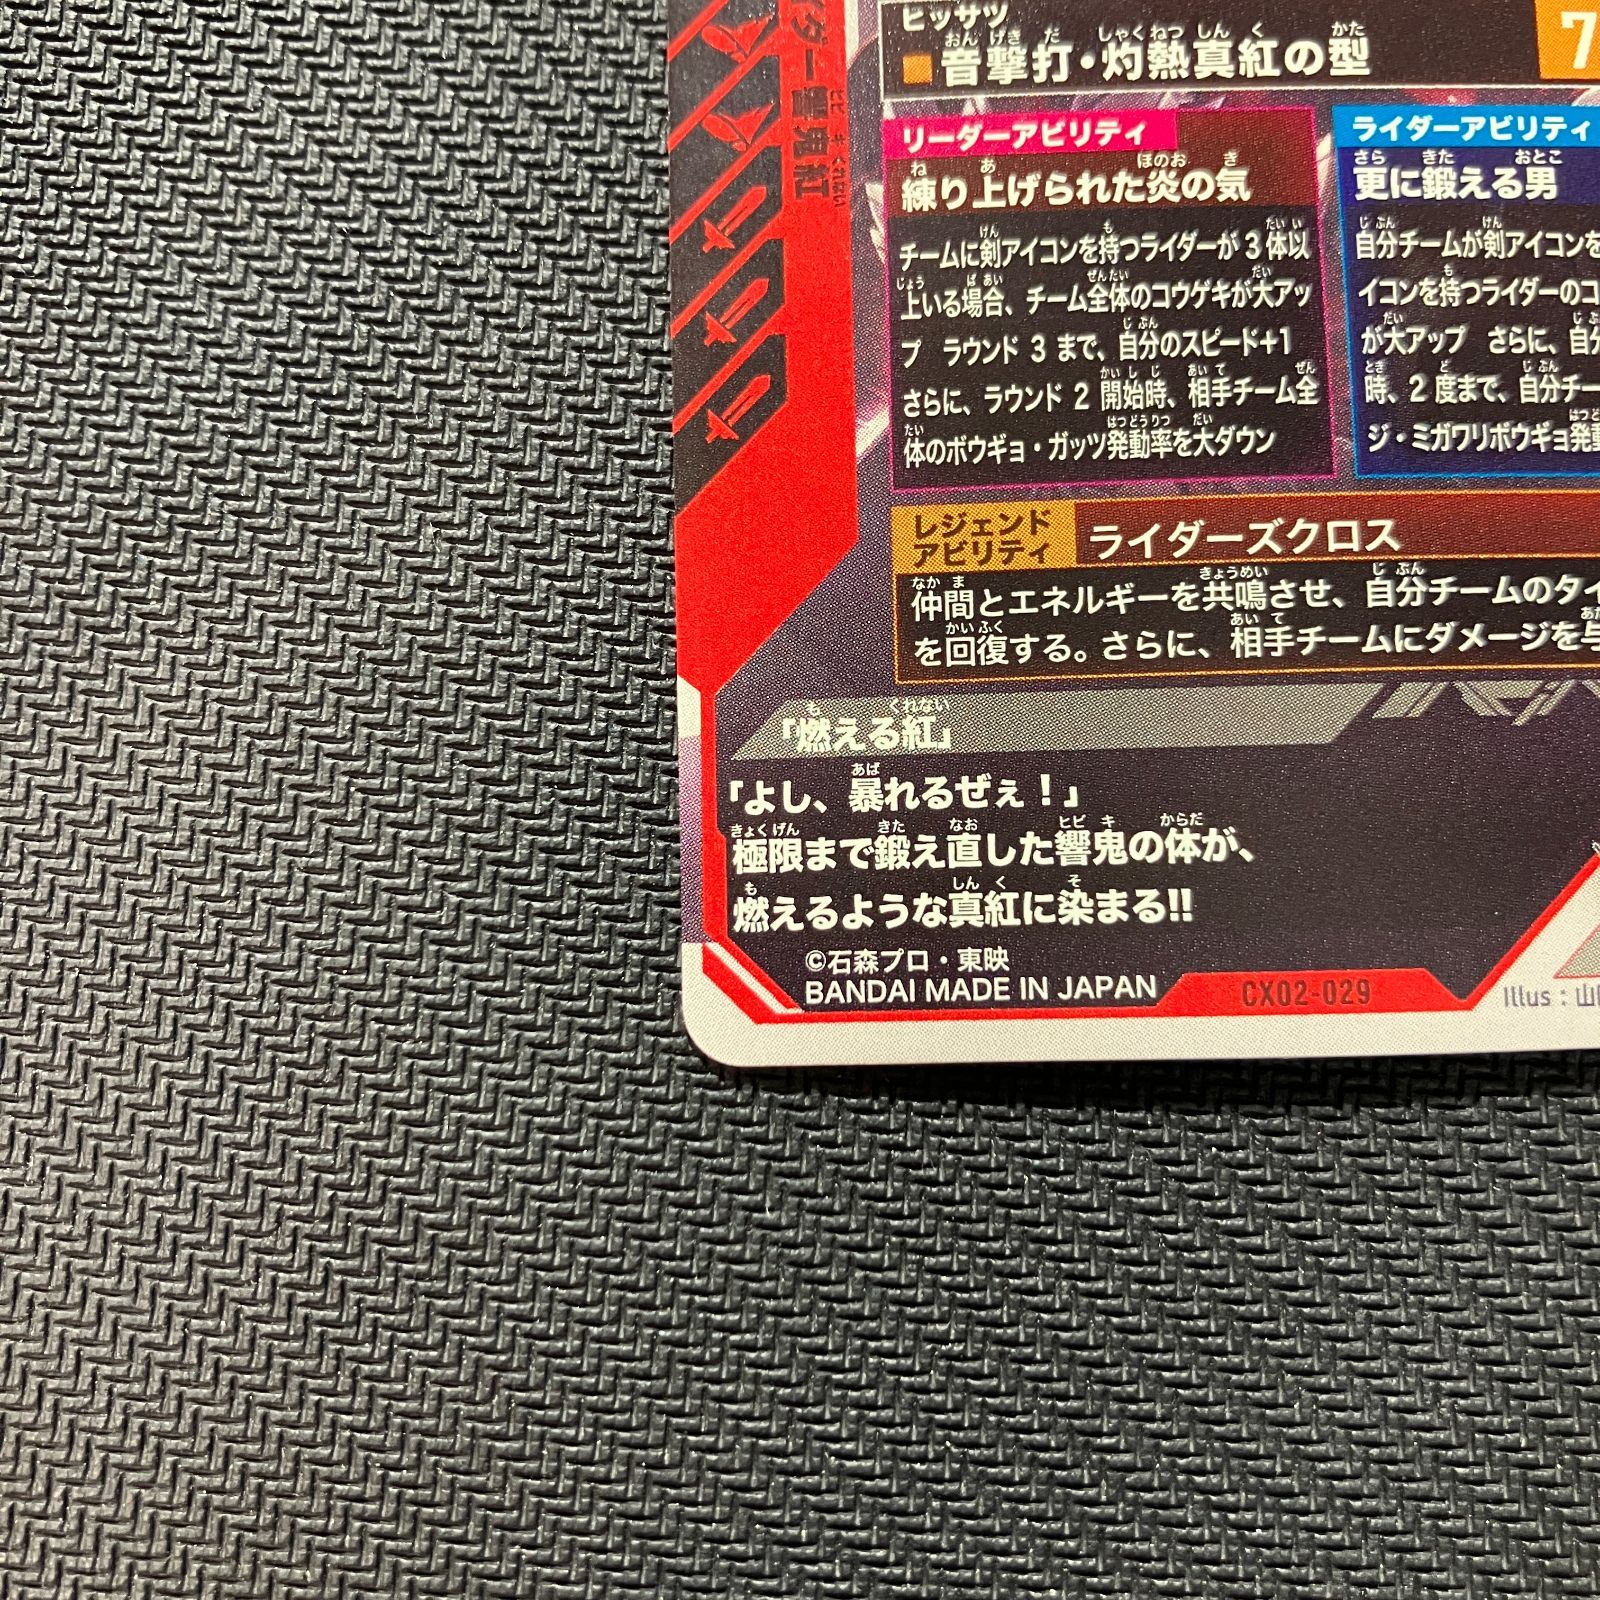 ヒッサツ
音撃打・灼熱真紅の型
7
リーダーアビリティ
練り上げられた炎の気
チームに剣アイコンを持つライダーが3体以
上いる場合、チーム全体のコウゲキが大アッ
プ ラウンド 3 まで、自分のスピード+1
さらに、ラウンド 2 開始時、相手チーム全
体のボウギョ・ガッツ発動率を大ダウン
ライダーアビリティ
更に鍛える男
自分チームが剣アイコンを
イコンを持つライダーのコ
が大アップ さらに、自分
時、2度まで、自分チー
ジ・ミガワリボウギョ発動
レジェンド
アビリティ
ライダーズクロス
仲間とエネルギーを共鳴させ、自分チームのタイ
を回復する。さらに、相手チームにダメージを与
「燃える紅」
「よし、暴れるぜぇ！」
極限まで鍛え直した響鬼の体が、
燃えるような真紅に染まる!!
©石森プロ・東映
BANDAI MADE IN JAPAN
CX02-029
Illus：山
ダー響鬼紅